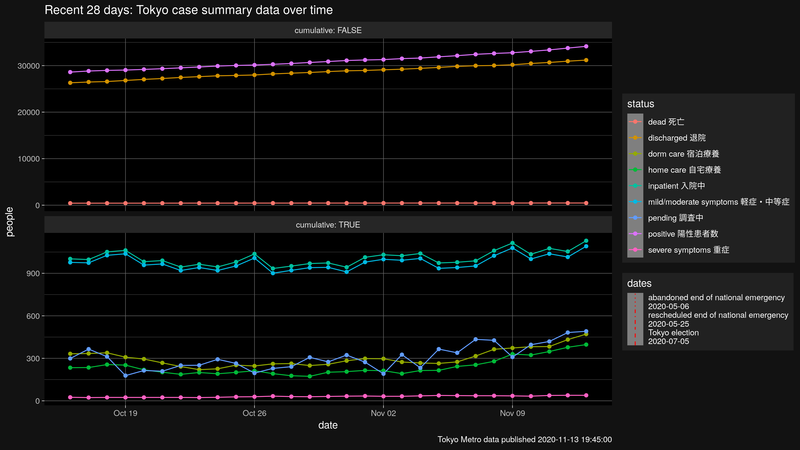 Recent 28 days: Tokyo case summary data over time
cumulative: FALSE
30000
20000
10000
0
cumulative: TRUE
900
600
300
0
people
Oct 19
Oct 26
Nov 02
Nov 09
date
status
dead 死亡
discharged 退院
dorm care 宿泊療養
home care 自宅療養
inpatient 入院中
mild/moderate symptoms 軽症・中等症
pending 調査中
positive 陽性患者数
severe symptoms 重症
dates
abandoned end of national emergency
2020-05-06
rescheduled end of national emergency
2020-05-25
Tokyo election
2020-07-05
Tokyo Metro data published 2020-11-13 19:45:00